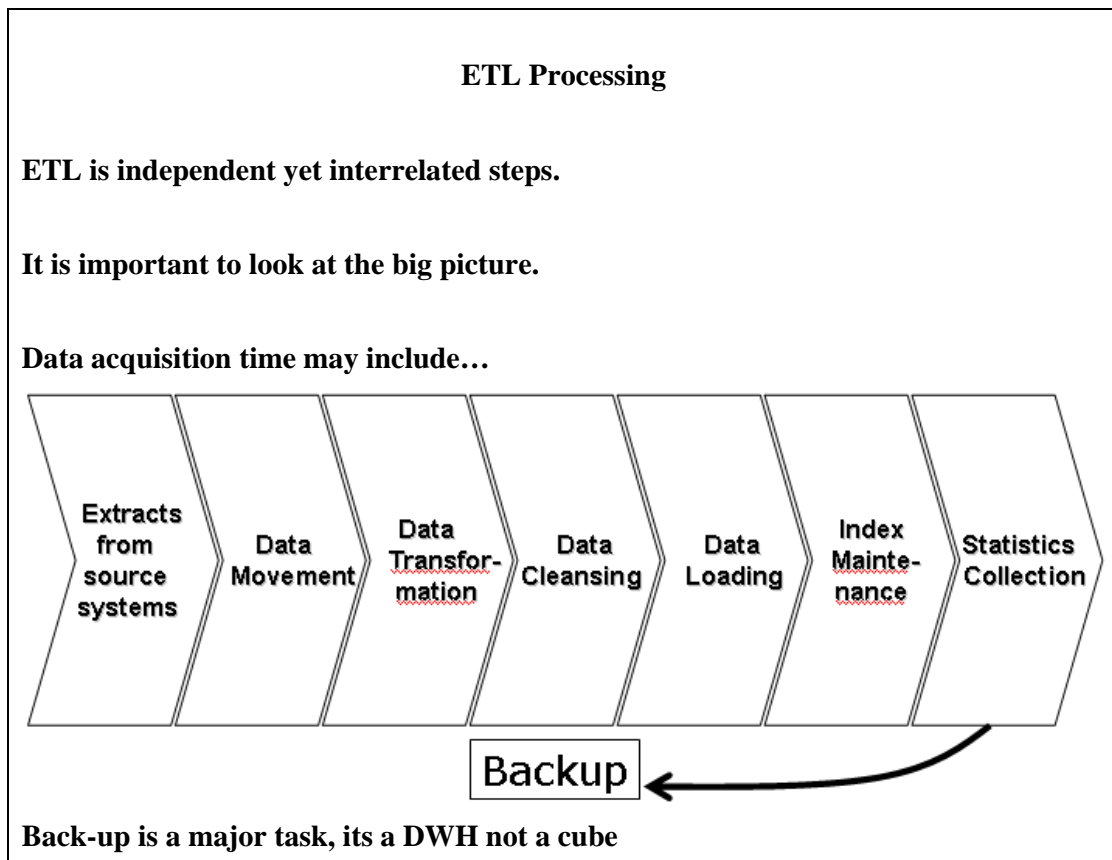 ETL Processing
ETL is independent yet interrelated steps.
It is important to look at the big picture.
Data acquisition time may include…
Extracts
from
source
systems
Data
Movement
Data
Transfor-
mation
Data
Cleansing
Data
Loading
Index
Mainte-
nance
Statistics
Collection
Backup
Back-up is a major task, its a DWH not a cube